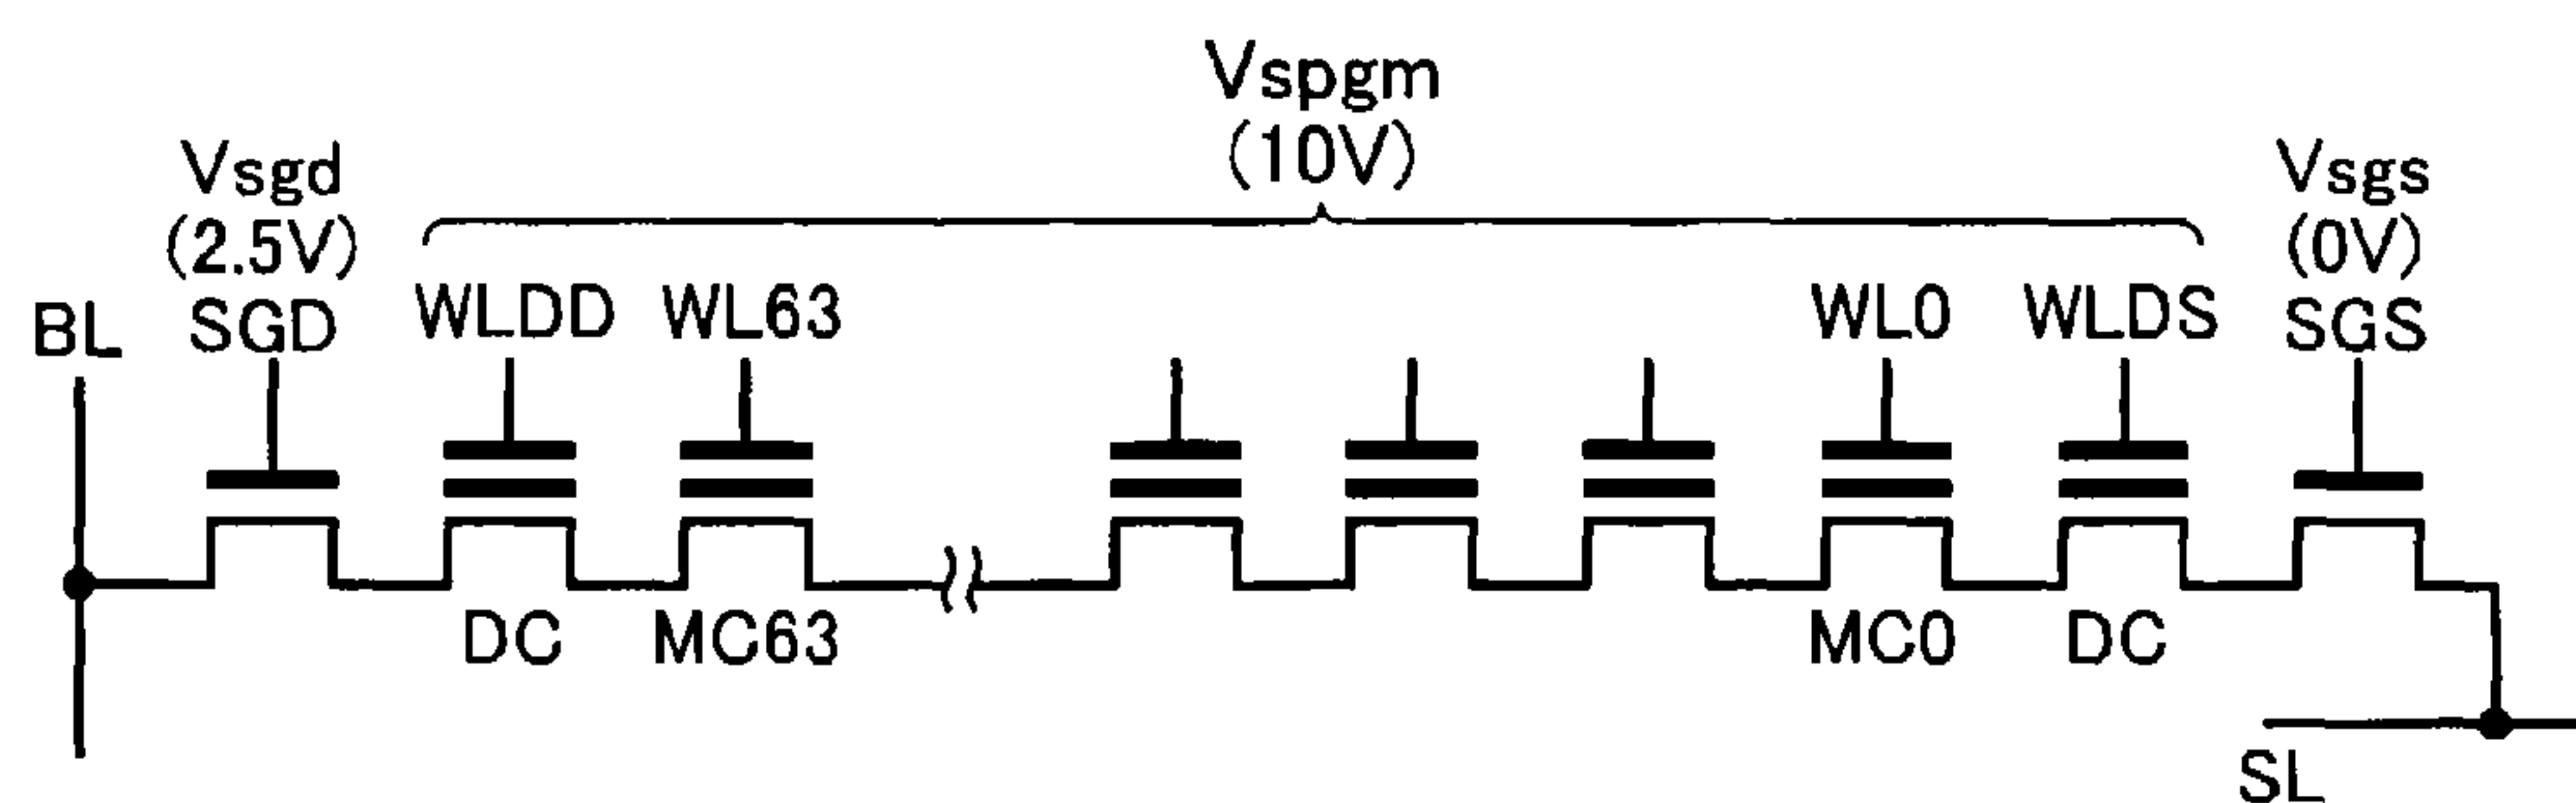 Vspgm
(10V)
Vsgd
(2.5V)
Vsgs
(0V)
BL
SGD
WLDD
WL63
WL0
WLDS
SGS
DC
MC63
MC0
DC
SL